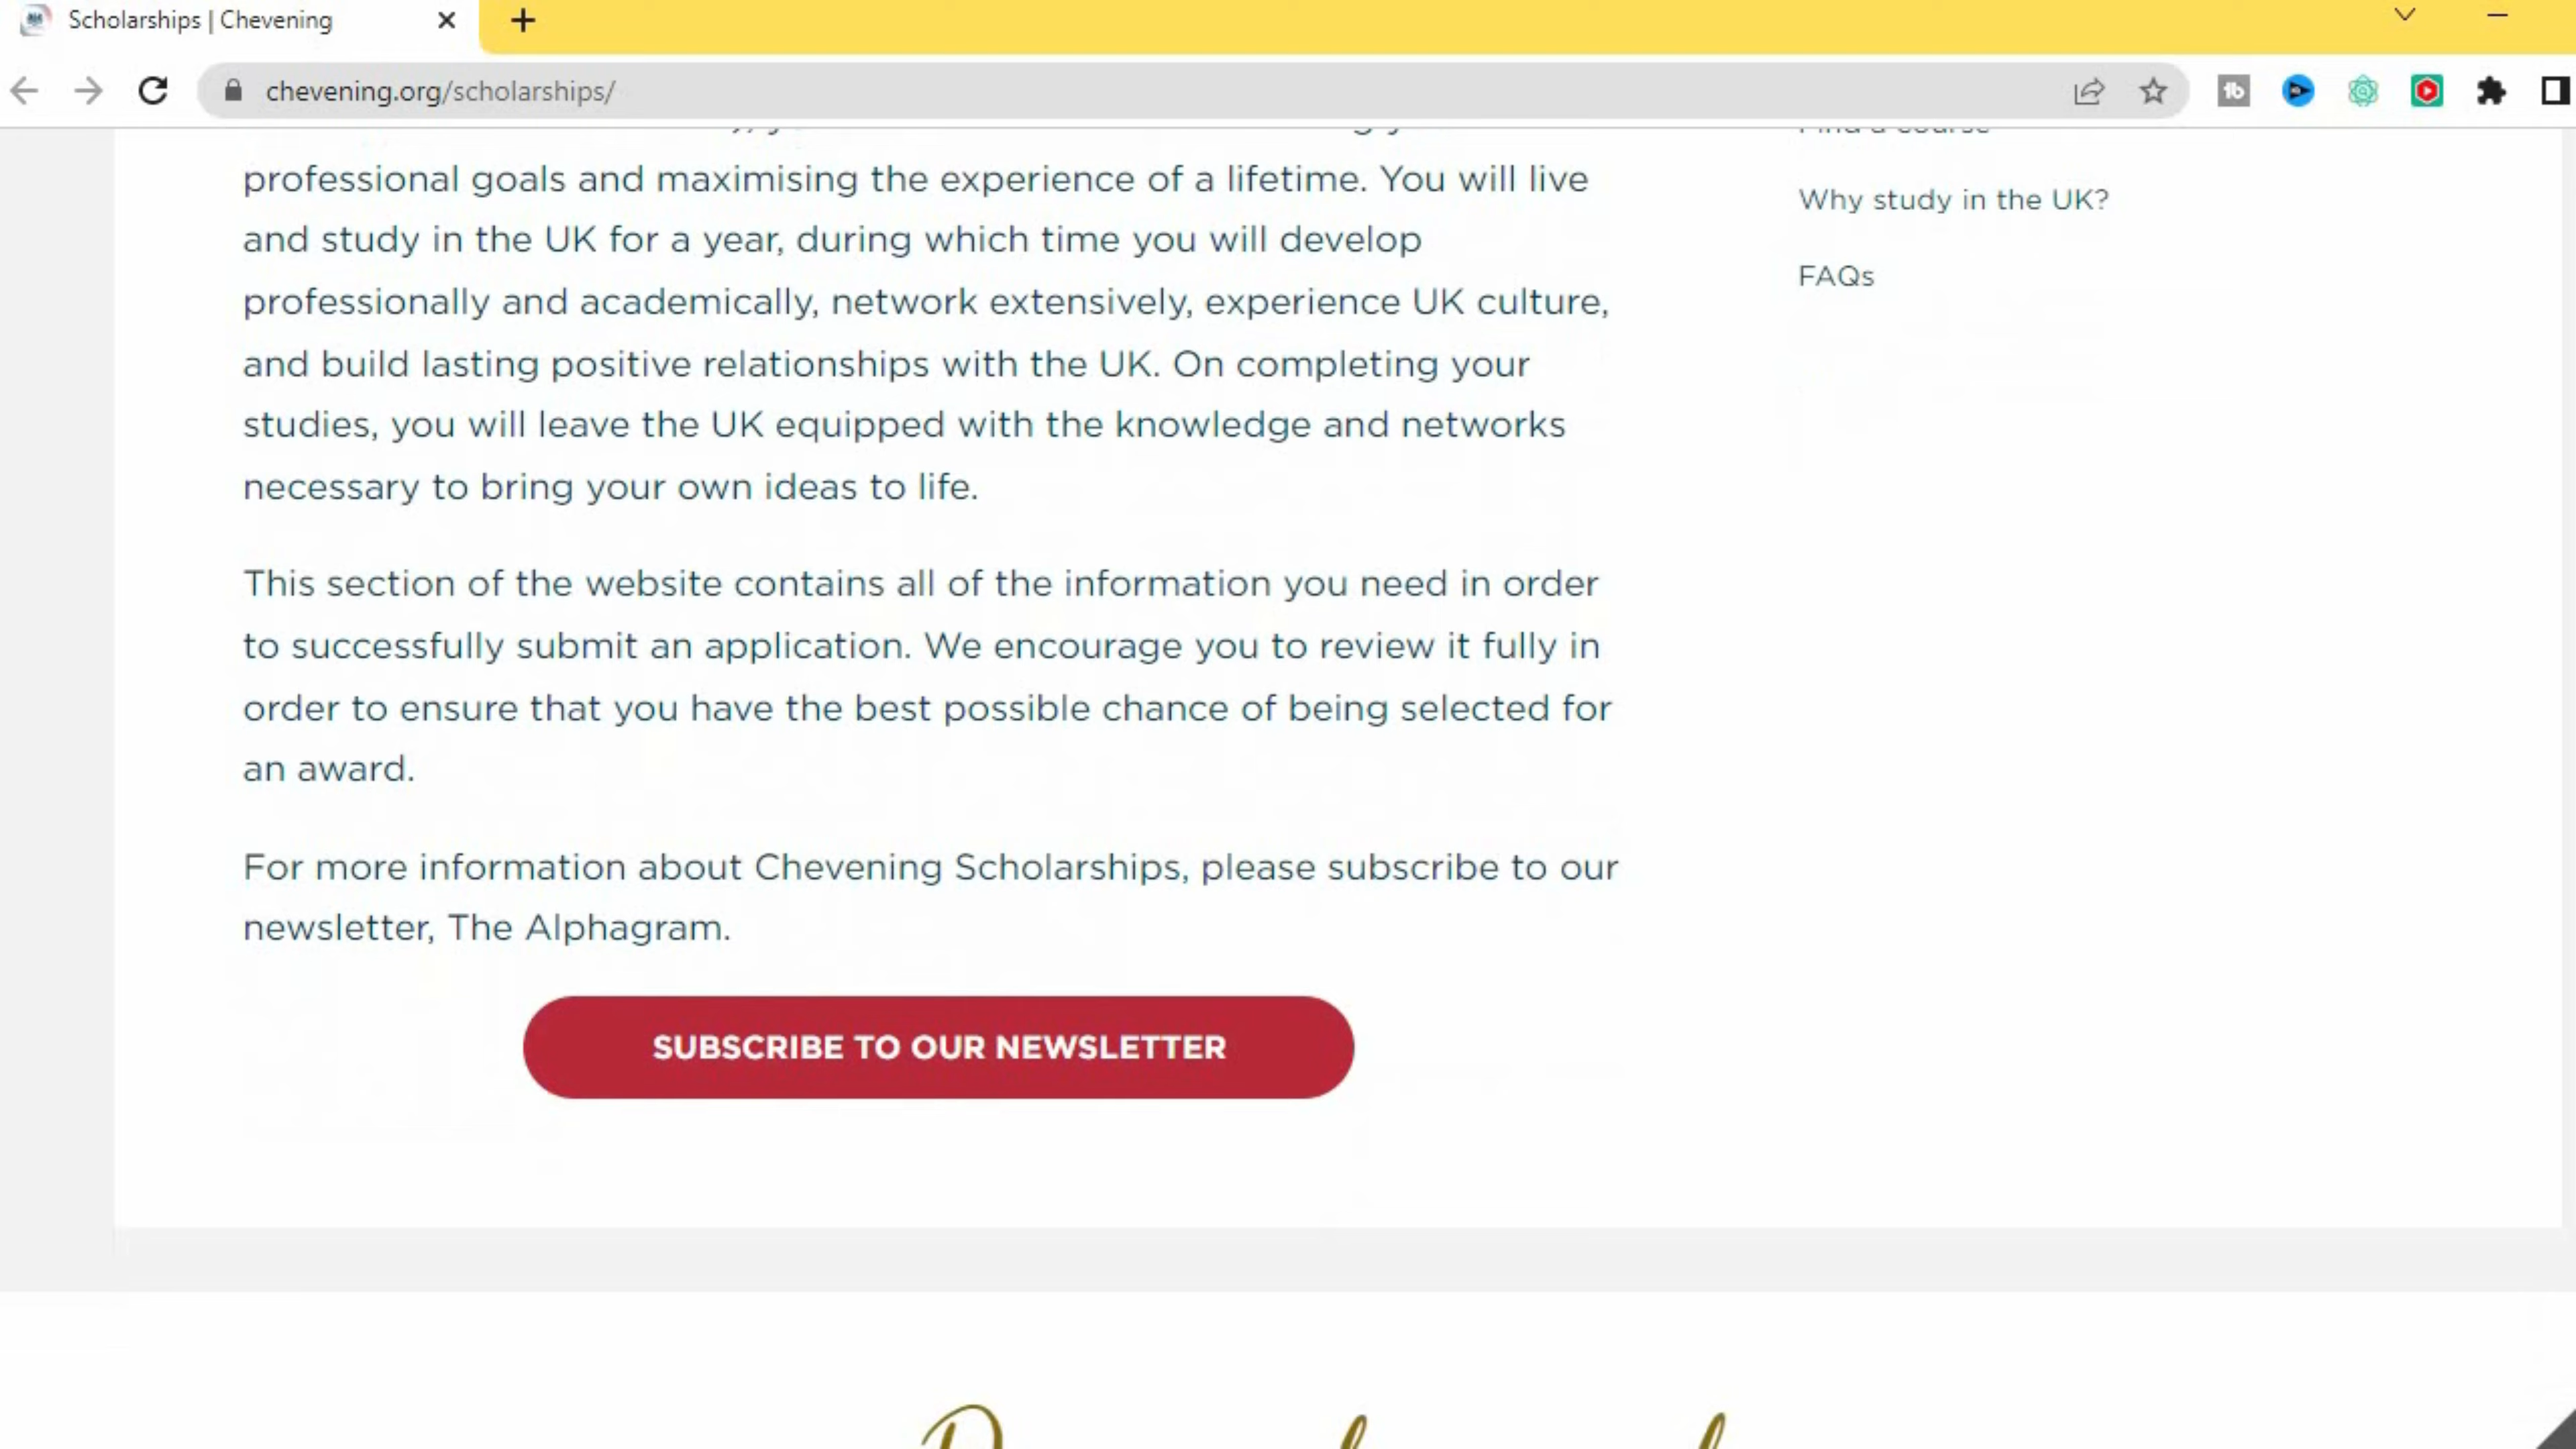 Scholarships | Chevening
chevening.org/scholarships/
professional goals and maximising the experience of a lifetime. You will live
and study in the UK for a year, during which time you will develop
professionally and academically, network extensively, experience UK culture,
and build lasting positive relationships with the UK. On completing your
studies, you will leave the UK equipped with the knowledge and networks
necessary to bring your own ideas to life.
This section of the website contains all of the information you need in order
to successfully submit an application. We encourage you to review it fully in
order to ensure that you have the best possible chance of being selected for
an award.
For more information about Chevening Scholarships, please subscribe to our
newsletter, The Alphagram.
SUBSCRIBE TO OUR NEWSLETTER
Find a course
Why study in the UK?
FAQs